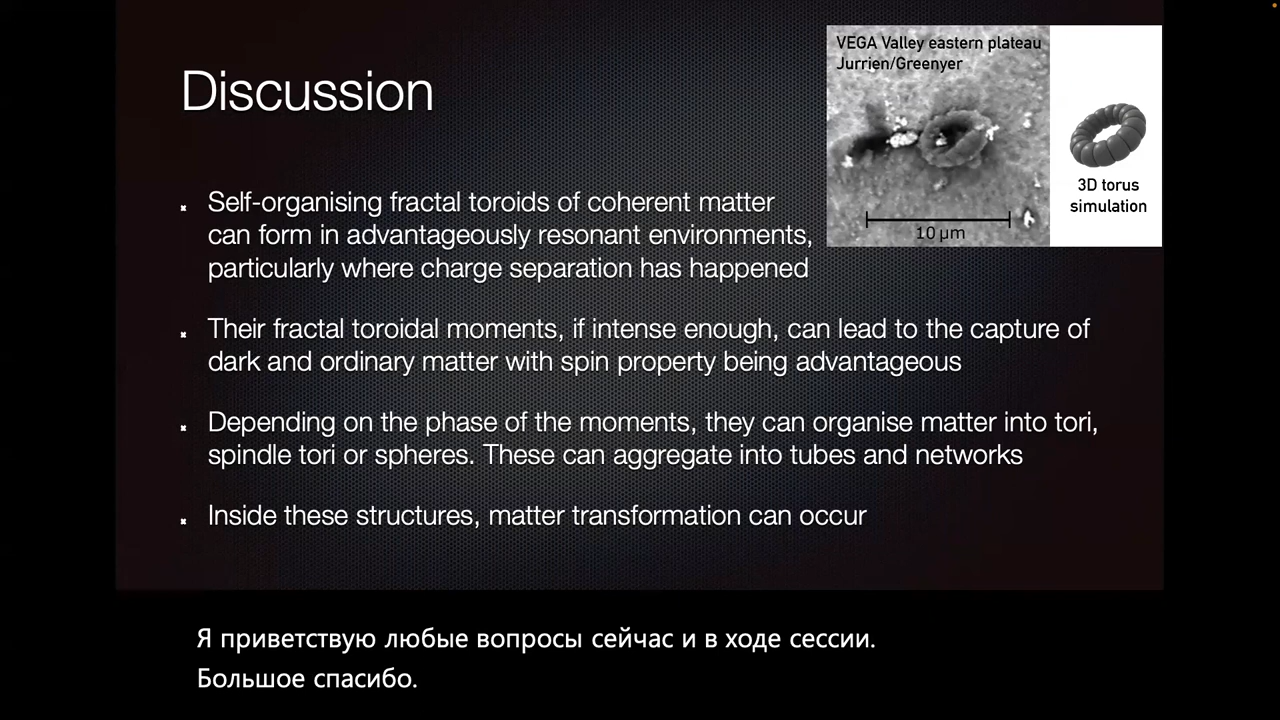 Discussion
VEGA Valley eastern plateau
Jurrien/Greenyer
10 µm
3D torus
simulation
Self-organising fractal toroids of coherent matter
can form in advantageously resonant environments,
particularly where charge separation has happened
Their fractal toroidal moments, if intense enough, can lead to the capture of
dark and ordinary matter with spin property being advantageous
Depending on the phase of the moments, they can organise matter into tori,
spindle tori or spheres. These can aggregate into tubes and networks
Inside these structures, matter transformation can occur
Я приветствую любые вопросы сейчас и в ходе сессии.
Большое спасибо.